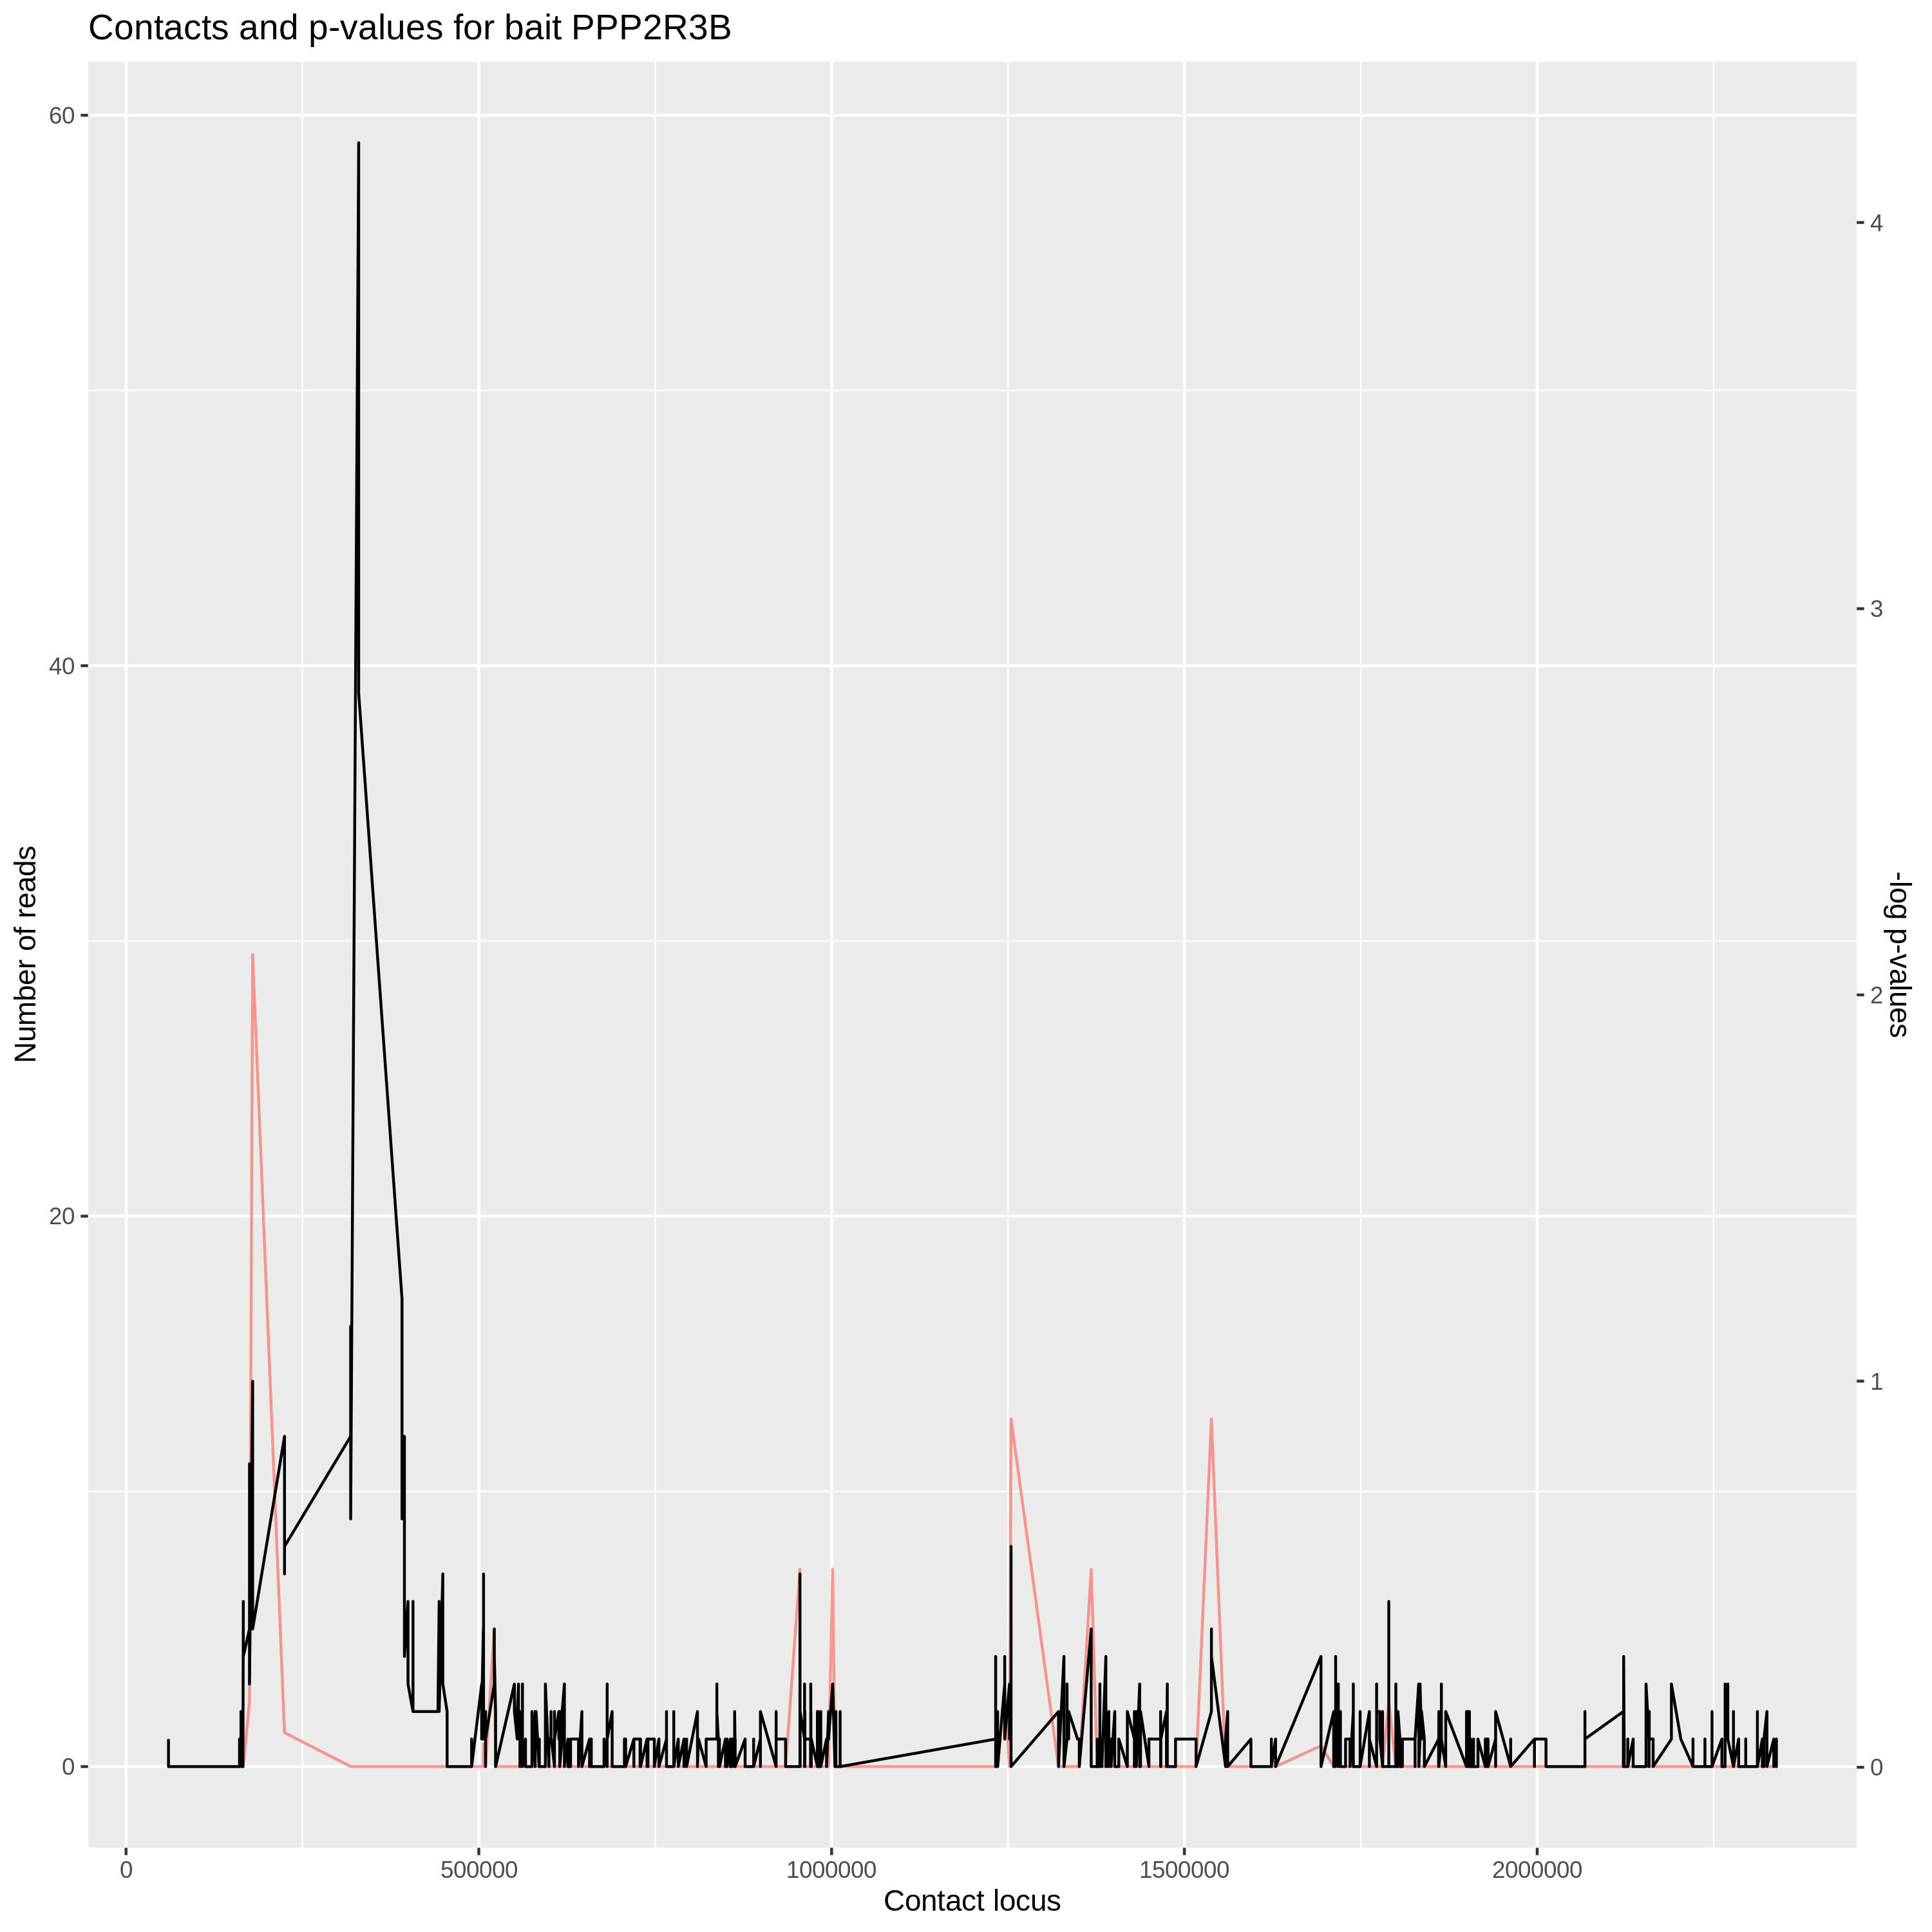 Contacts and p-values for bait PPP2R3B
60
40
20
0
Number of reads
4
3
2
1
0
-log p-values
0 500000 1000000 1500000 2000000
Contact locus